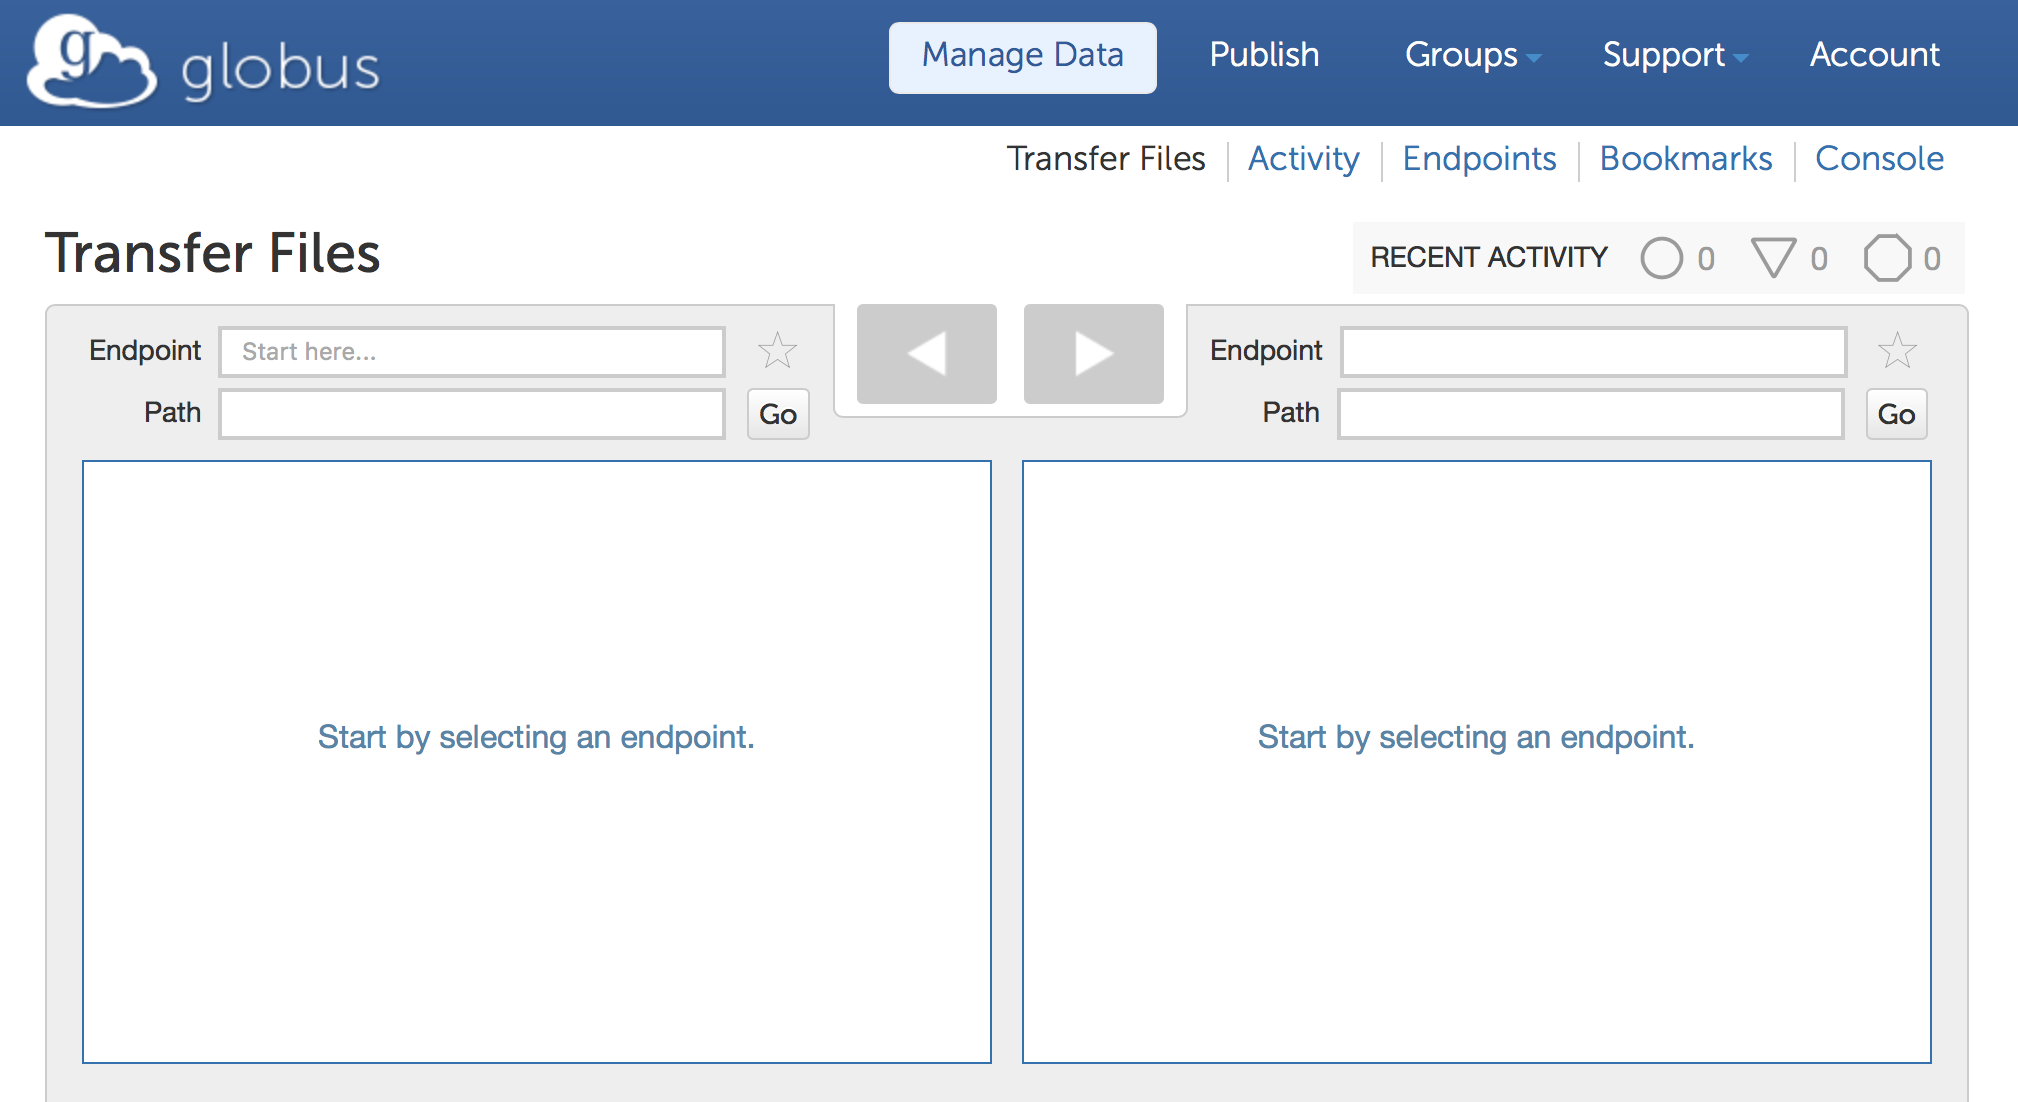 globus
Manage Data Publish Groups Support Account
Transfer Files Activity Endpoints Bookmarks Console
Transfer Files
RECENT ACTIVITY 0 0 0
Endpoint Start here... Endpoint
Path Go Path Go
Start by selecting an endpoint. Start by selecting an endpoint.